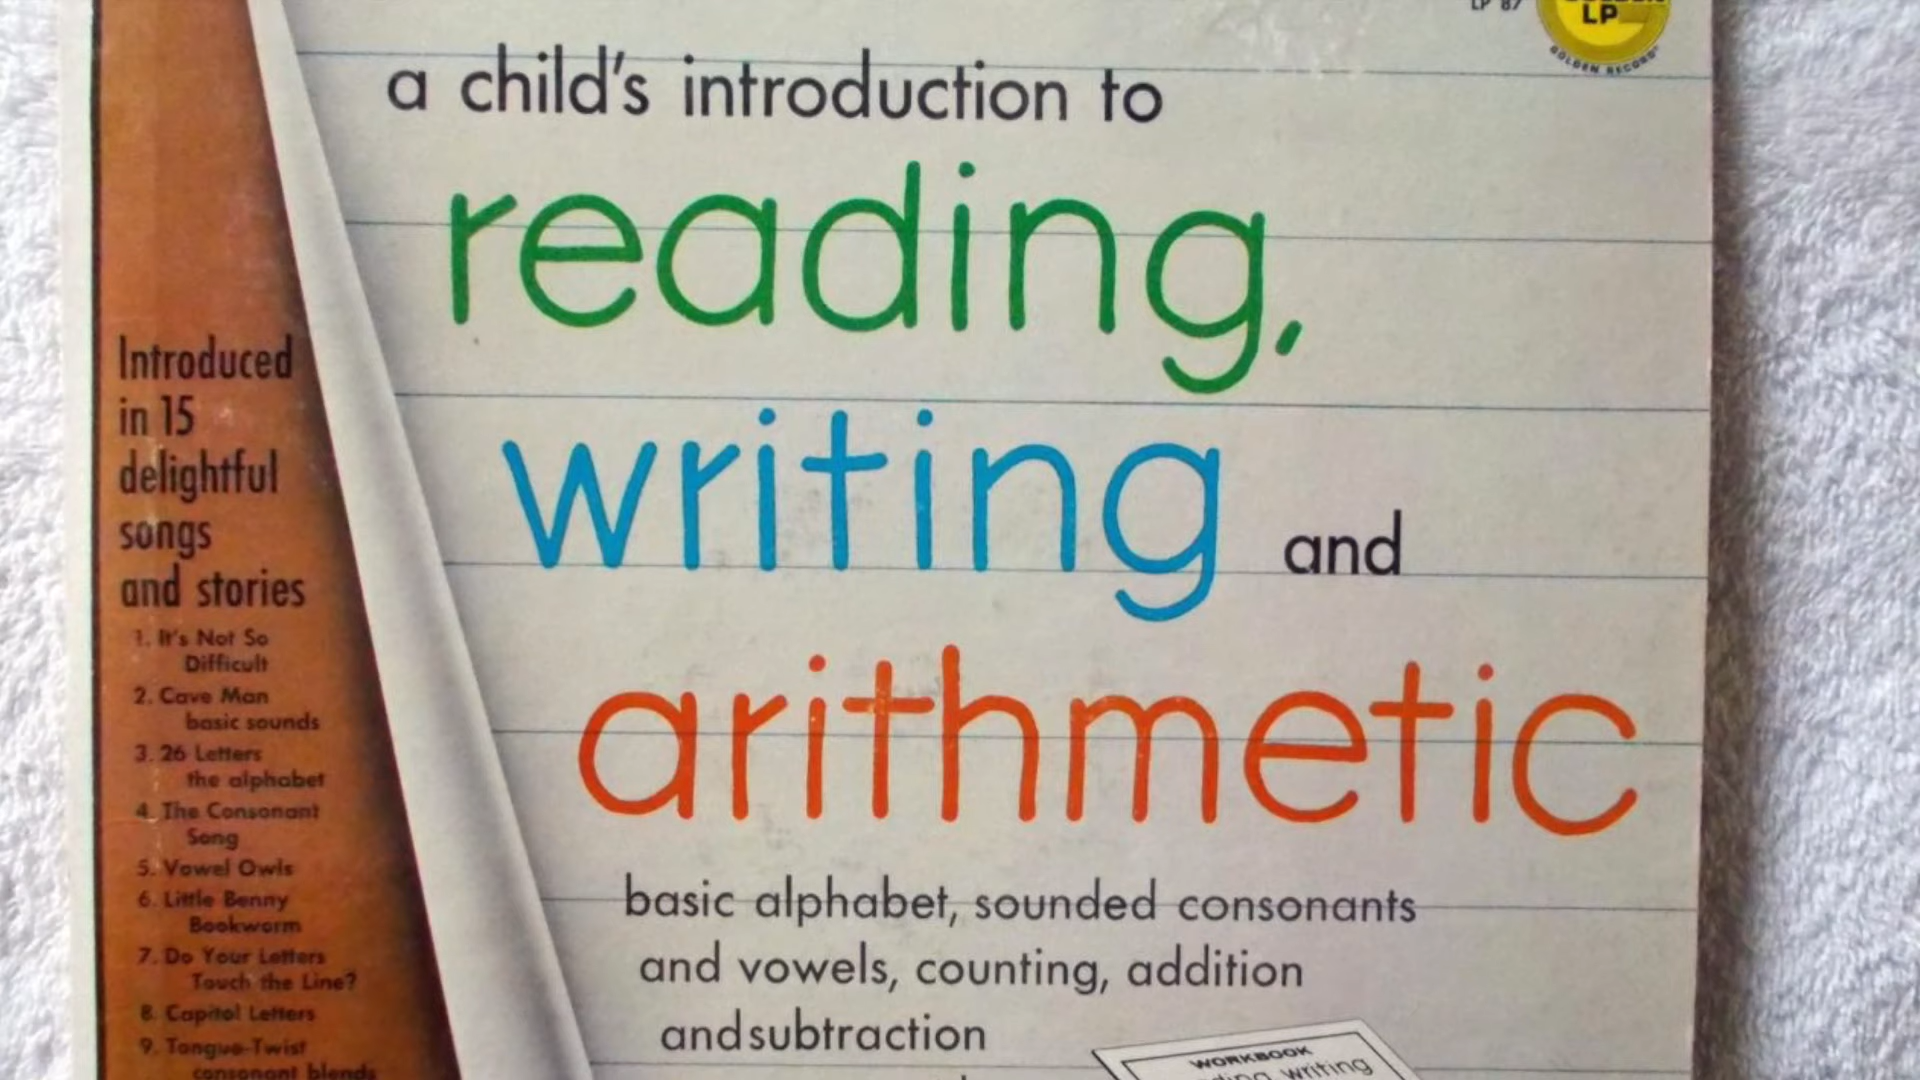 LP 87
GOLDEN
LP
GOLDEN RECORD
a child's introduction to
reading,
writing and
arithmetic
basic alphabet, sounded consonants
and vowels, counting, addition
and subtraction
Introduced
in 15
delightful
songs
and stories
1. It's Not So
Difficult
2. Cave Man
basic sounds
3. 26 Letters
the alphabet
4. The Consonant
Song
5. Vowel Owls
6. Little Benny
Bookworm
7. Do Your Letters
Touch the Line?
8. Capitol Letters
9. Tongue-Twist
consonant blends
WORKBOOK
writing